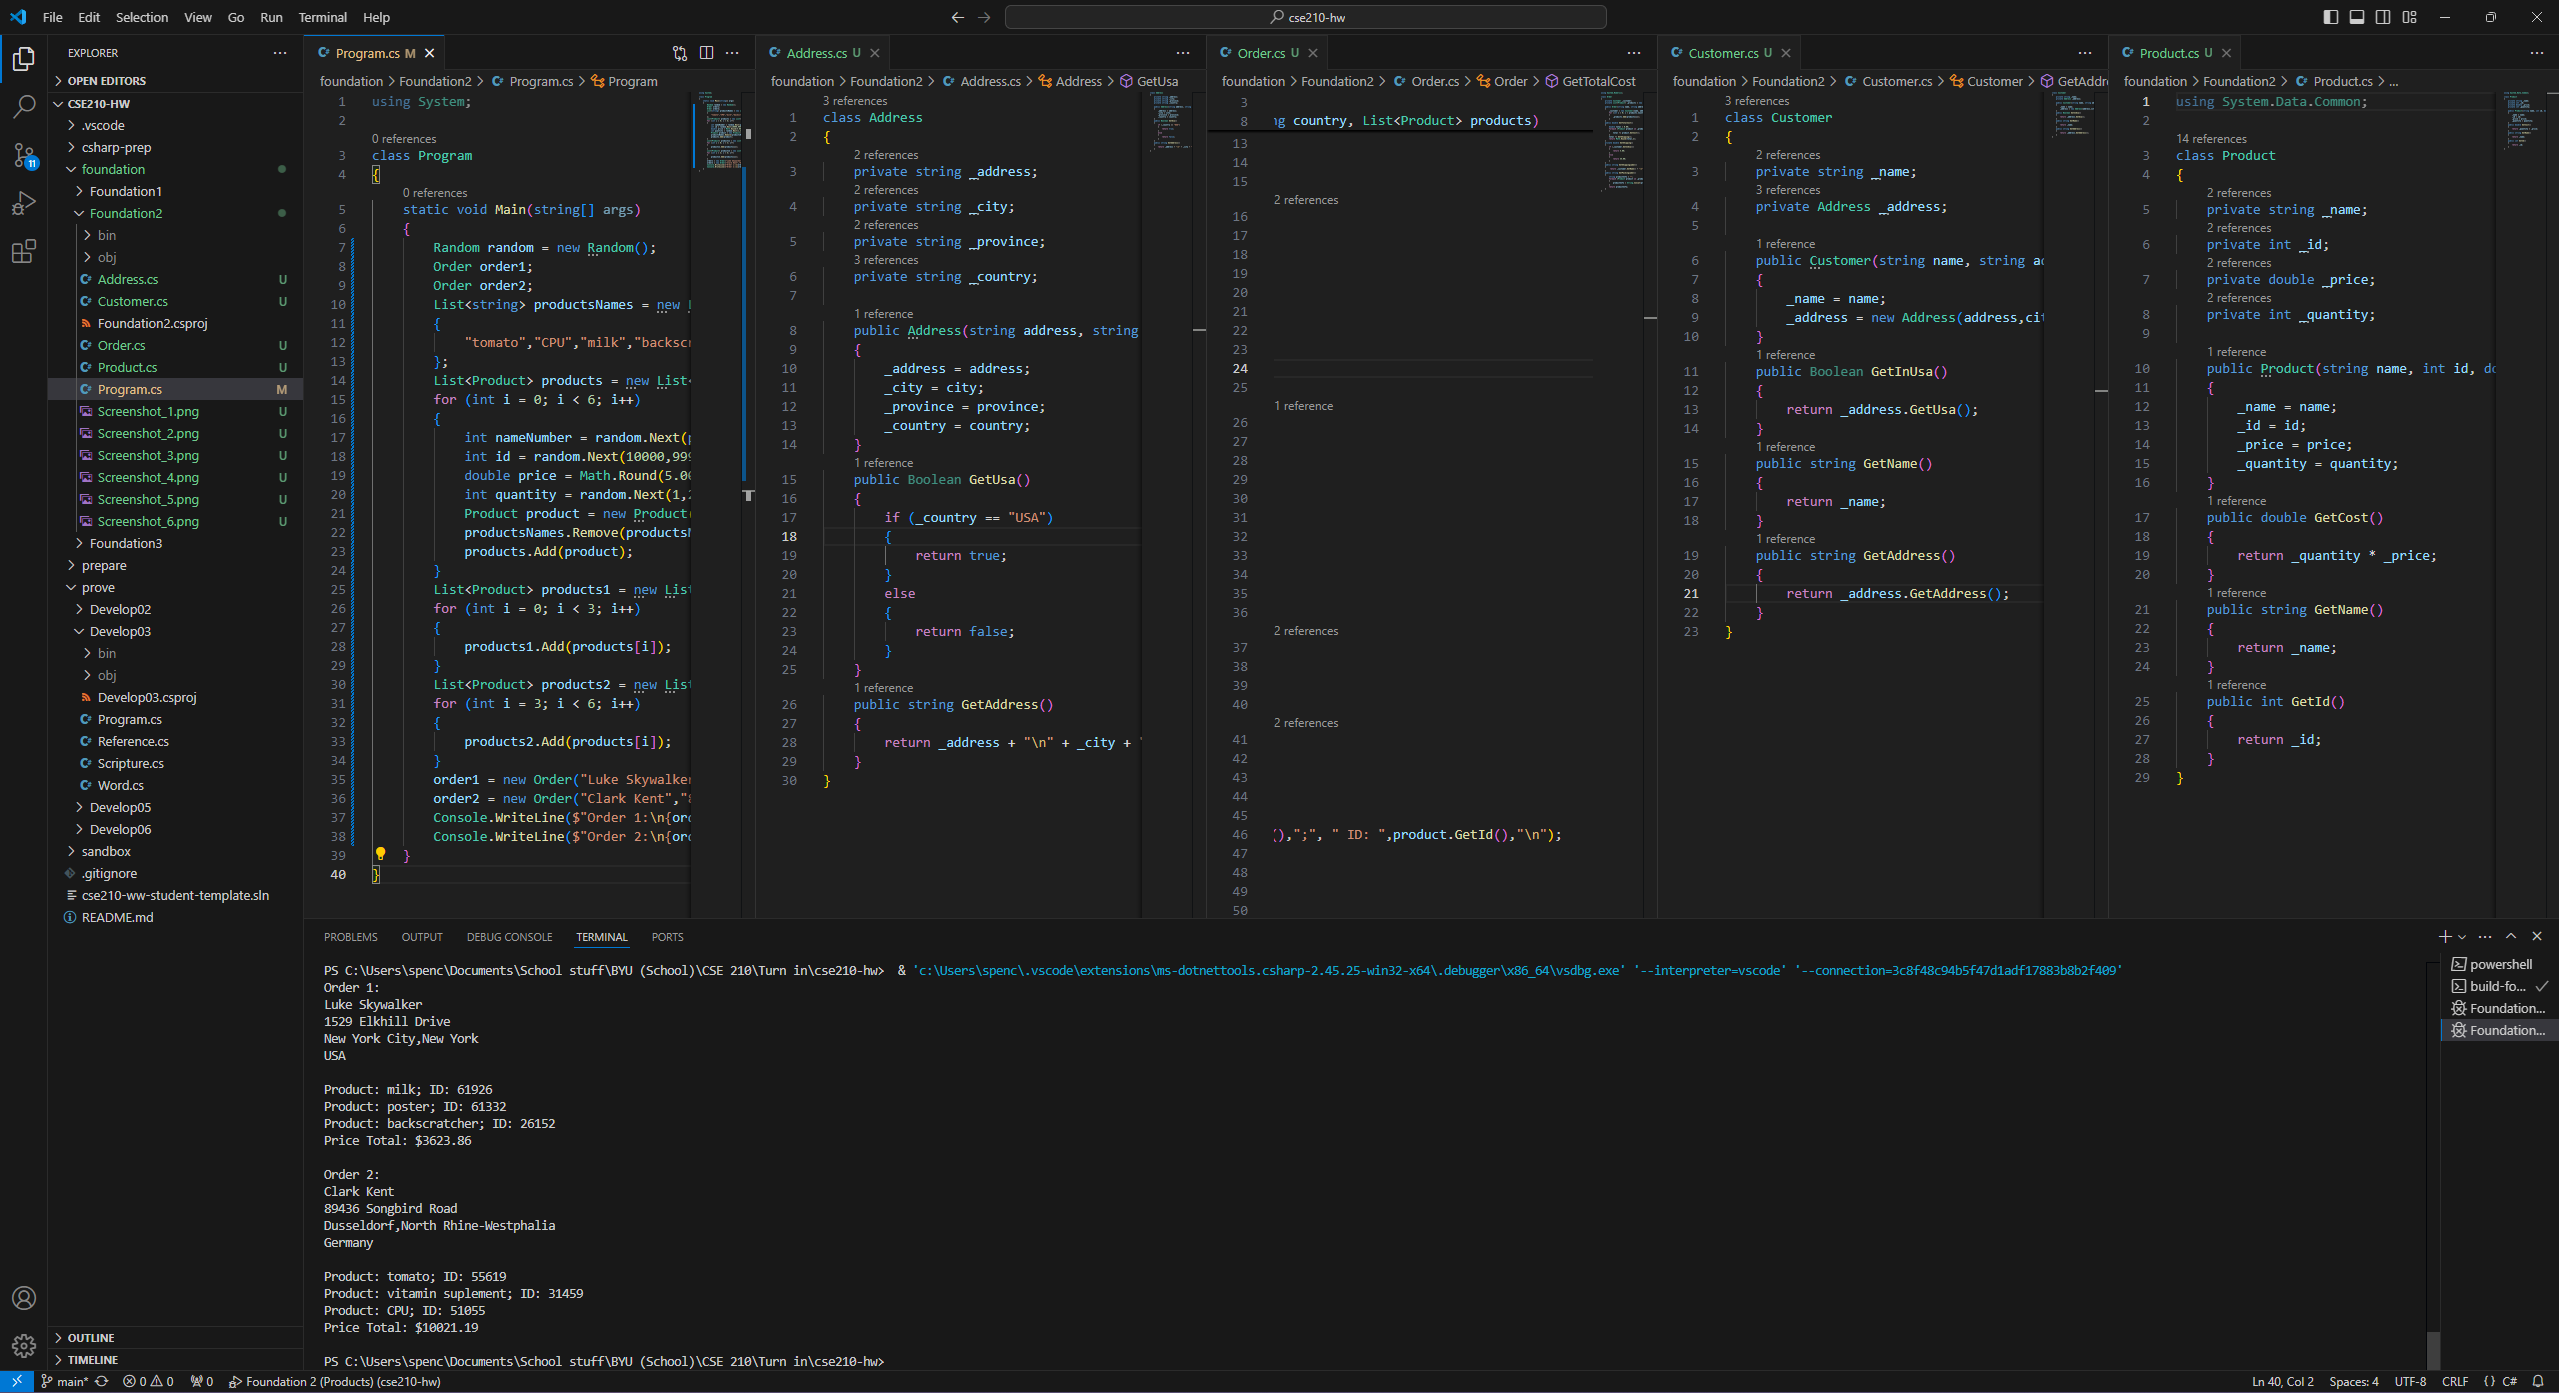 File Edit Selection View Go Run Terminal Help
cse210-hw
EXPLORER
OPEN EDITORS
CSE210-HW
.vscode
csharp-prep
foundation
Foundation1
Foundation2
bin
obj
Address.cs U
Customer.cs U
Foundation2.csproj
Order.cs U
Product.cs U
Program.cs M
Screenshot_1.png U
Screenshot_2.png U
Screenshot_3.png U
Screenshot_4.png U
Screenshot_5.png U
Screenshot_6.png U
Foundation3
prepare
prove
Develop02
Develop03
bin
obj
Develop03.csproj
Program.cs
Reference.cs
Scripture.cs
Word.cs
Develop05
Develop06
sandbox
.gitignore
cse210-ww-student-template.sln
README.md
OUTLINE
TIMELINE
11
Program.cs M
foundation > Foundation2 > Program.cs > Program
1 using System;
2
0 references
3 class Program
4 {
0 references
5 static void Main(string[] args)
6 {
7 Random random = new Random();
8 Order order1;
9 Order order2;
10 List<string> productsNames = new
11 {
12 "tomato","CPU","milk","backsc
13 };
14 List<Product> products = new List
15 for (int i = 0; i < 6; i++)
16 {
17 int nameNumber = random.Next(
18 int id = random.Next(10000,999
19 double price = Math.Round(5.00
20 int quantity = random.Next(1,
21 Product product = new Product(
22 productsNames.Remove(products
23 products.Add(product);
24 }
25 List<Product> products1 = new List
26 for (int i = 0; i < 3; i++)
27 {
28 products1.Add(products[i]);
29 }
30 List<Product> products2 = new List
31 for (int i = 3; i < 6; i++)
32 {
33 products2.Add(products[i]);
34 }
35 order1 = new Order("Luke Skywalker
36 order2 = new Order("Clark Kent","8
37 Console.WriteLine($"Order 1:\n{ord
38 Console.WriteLine($"Order 2:\n{ord
39 }
40 }
Address.cs U
foundation > Foundation2 > Address.cs > Address > GetUsa
3 references
1 class Address
2 {
2 references
3 private string _address;
2 references
4 private string _city;
2 references
5 private string _province;
3 references
6 private string _country;
7
1 reference
8 public Address(string address, string
9 {
10 _address = address;
11 _city = city;
12 _province = province;
13 _country = country;
14 }
1 reference
15 public Boolean GetUsa()
16 {
17 if (_country == "USA")
18 {
19 return true;
20 }
21 else
22 {
23 return false;
24 }
25 }
1 reference
26 public string GetAddress()
27 {
28 return _address + "\n" + _city + "
29 }
30 }
Order.cs U
foundation > Foundation2 > Order.cs > Order > GetTotalCost
3
8 ng country, List<Product> products)
13
14
15
2 references
16
17
18
19
20
21
22
23
24
25
1 reference
26
27
28
29
30
31
32
33
34
35
36
2 references
37
38
39
40
2 references
41
42
43
44
45
46 (),";", " ID: ",product.GetId(),"\n");
47
48
49
50
Customer.cs U
foundation > Foundation2 > Customer.cs > Customer > GetAddre
3 references
1 class Customer
2 {
2 references
3 private string _name;
3 references
4 private Address _address;
5
1 reference
6 public Customer(string name, string ad
7 {
8 _name = name;
9 _address = new Address(address,cit
10 }
1 reference
11 public Boolean GetInUsa()
12 {
13 return _address.GetUsa();
14 }
1 reference
15 public string GetName()
16 {
17 return _name;
18 }
1 reference
19 public string GetAddress()
20 {
21 return _address.GetAddress();
22 }
23 }
Product.cs U
foundation > Foundation2 > Product.cs > ...
1 using System.Data.Common;
2
14 references
3 class Product
4 {
2 references
5 private string _name;
2 references
6 private int _id;
2 references
7 private double _price;
2 references
8 private int _quantity;
9
1 reference
10 public Product(string name, int id, do
11 {
12 _name = name;
13 _id = id;
14 _price = price;
15 _quantity = quantity;
16 }
1 reference
17 public double GetCost()
18 {
19 return _quantity * _price;
20 }
1 reference
21 public string GetName()
22 {
23 return _name;
24 }
1 reference
25 public int GetId()
26 {
27 return _id;
28 }
29 }
PROBLEMS OUTPUT DEBUG CONSOLE TERMINAL PORTS
PS C:\Users\spenc\Documents\School stuff\BYU (School)\CSE 210\Turn in\cse210-hw> & 'c:\Users\spenc\.vscode\extensions\ms-dotnettools.csharp-2.45.25-win32-x64\.debugger\x86_64\vsdbg.exe' '--interpreter=vscode' '--connection=3c8f48c94b5f47d1adf17883b8b2f409'
Order 1:
Luke Skywalker
1529 Elkhill Drive
New York City,New York
USA
Product: milk; ID: 61926
Product: poster; ID: 61332
Product: backscratcher; ID: 26152
Price Total: $3623.86
Order 2:
Clark Kent
89436 Songbird Road
Dusseldorf,North Rhine-Westphalia
Germany
Product: tomato; ID: 55619
Product: vitamin suplement; ID: 31459
Product: CPU; ID: 51055
Price Total: $10021.19
PS C:\Users\spenc\Documents\School stuff\BYU (School)\CSE 210\Turn in\cse210-hw>
powershell
build-fo...
Foundation...
Foundation...
main* 0 0 0 Foundation 2 (Products) (cse210-hw)
Ln 40, Col 2 Spaces: 4 UTF-8 CRLF {} C#